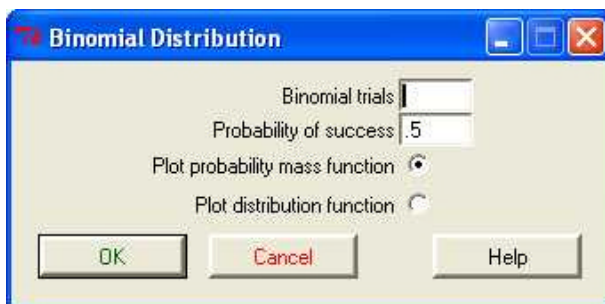 Binomial Distribution
Binomial trials
Probability of success .5
Plot probability mass function
Plot distribution function
OK Cancel Help